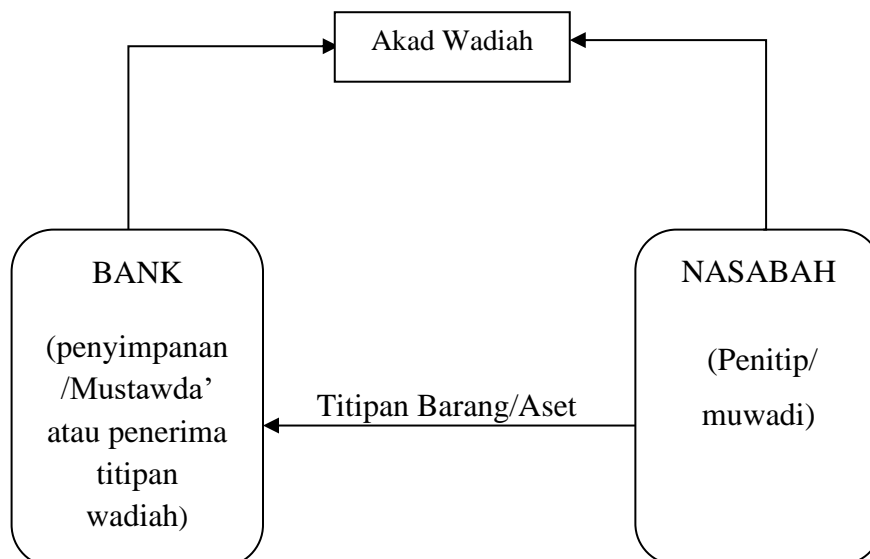 Akad Wadiah
BANK
(penyimpanan
/Mustawda’
atau penerima
titipan
wadiah)
Titipan Barang/Aset
NASABAH
(Penitip/
muwadi)